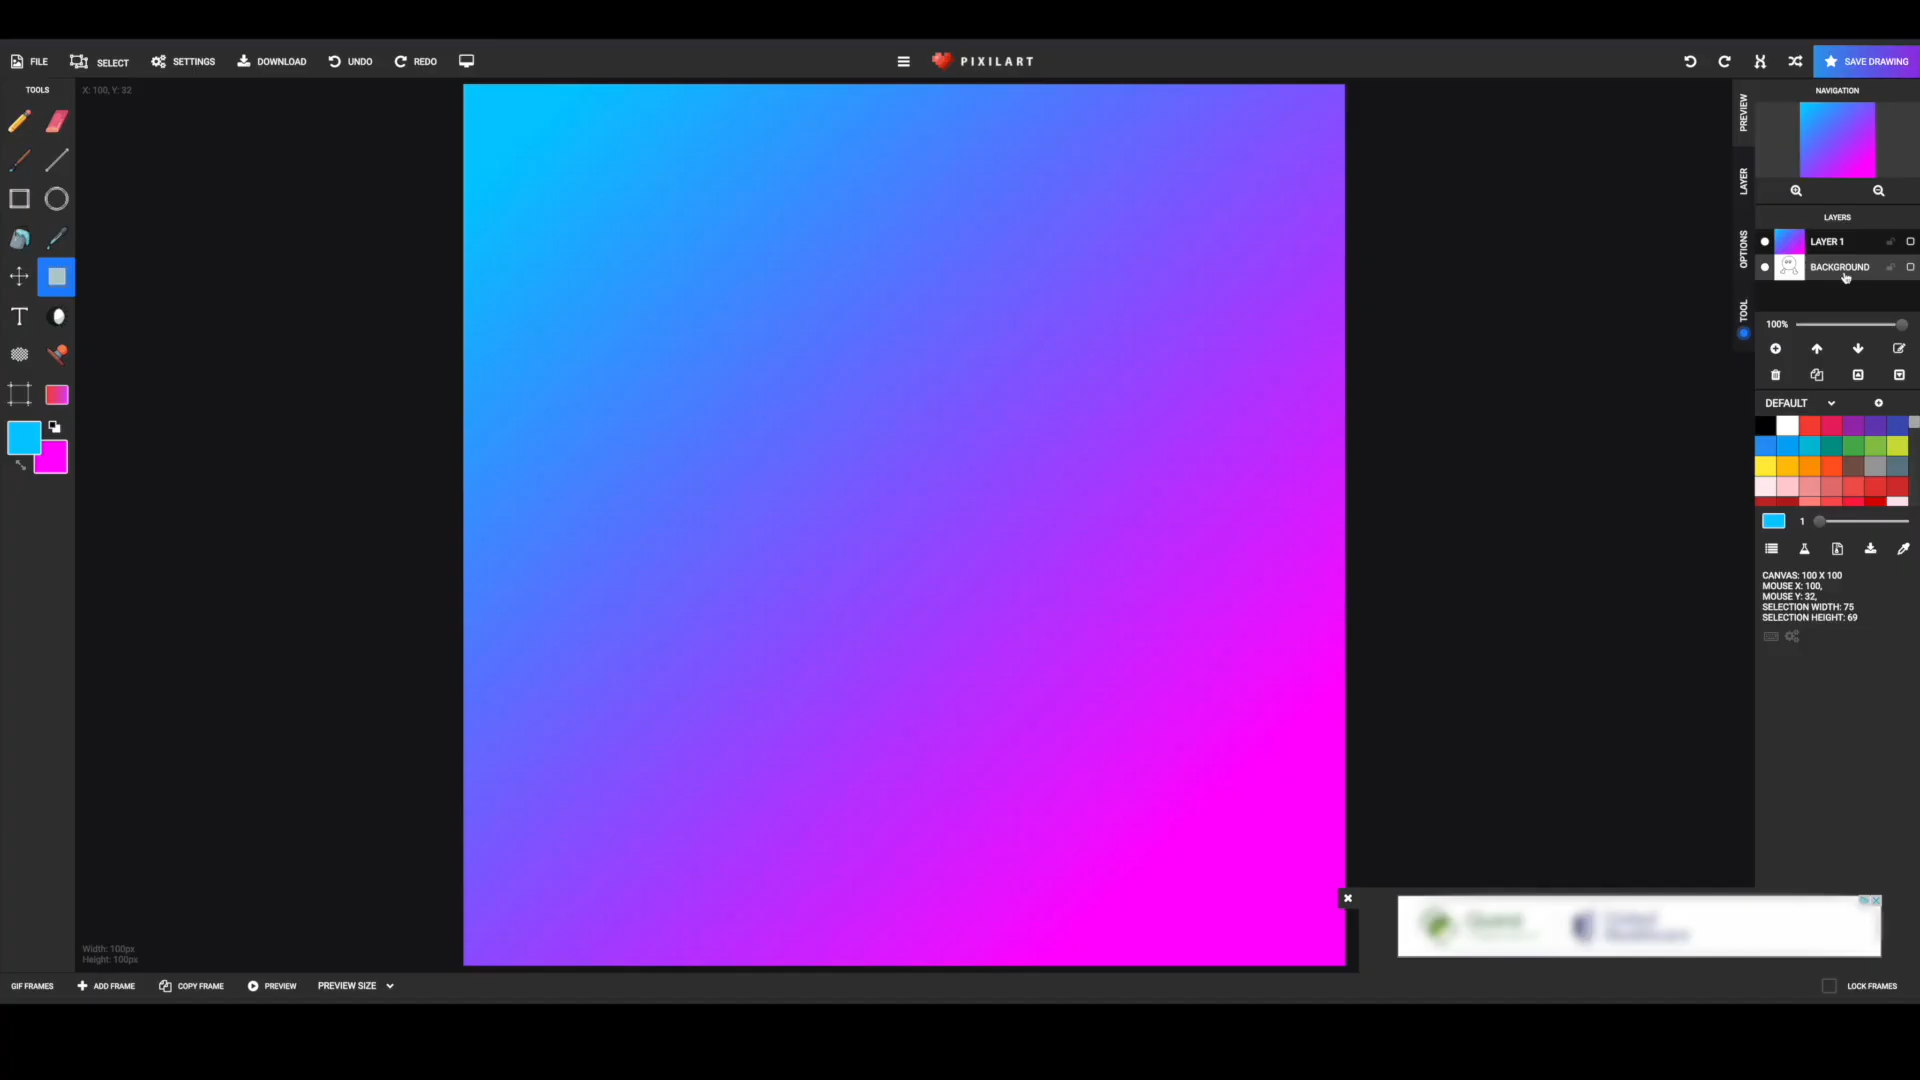 FILE
SELECT
SETTINGS
DOWNLOAD
UNDO
REDO
PIXILART
SAVE DRAWING
TOOLS
X: 100, Y: 32
PREVIEW
LAYER
OPTIONS
TOOL
NAVIGATION
LAYERS
LAYER 1
BACKGROUND
100%
DEFAULT
1
CANVAS: 100 X 100
MOUSE X: 100,
MOUSE Y: 32,
SELECTION WIDTH: 75
SELECTION HEIGHT: 69
T
Width: 100px
Height: 100px
GIF FRAMES
ADD FRAME
COPY FRAME
PREVIEW
PREVIEW SIZE
LOCK FRAMES